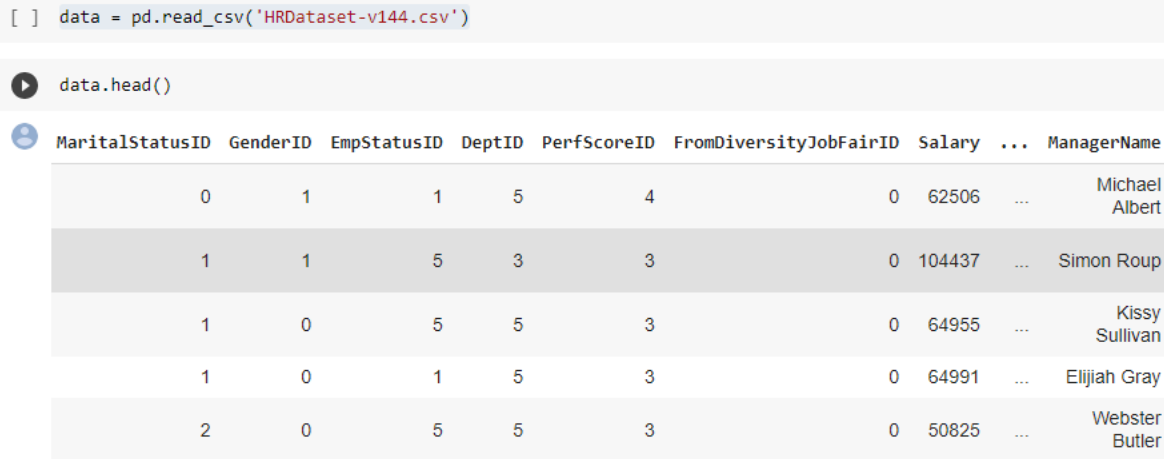 [ ] data = pd.read_csv('HRDataset-v144.csv')
data.head()
MaritalStatusID GenderID EmpStatusID DeptID PerfScoreID FromDiversityJobFairID Salary ... ManagerName
0 1 1 5 4 0 62506 ... Michael
Albert
1 1 5 3 3 0 104437 ... Simon Roup
1 0 5 5 3 0 64955 ... Kissy
Sullivan
1 0 1 5 3 0 64991 ... Elijiah Gray
2 0 5 5 3 0 50825 ... Webster
Butler